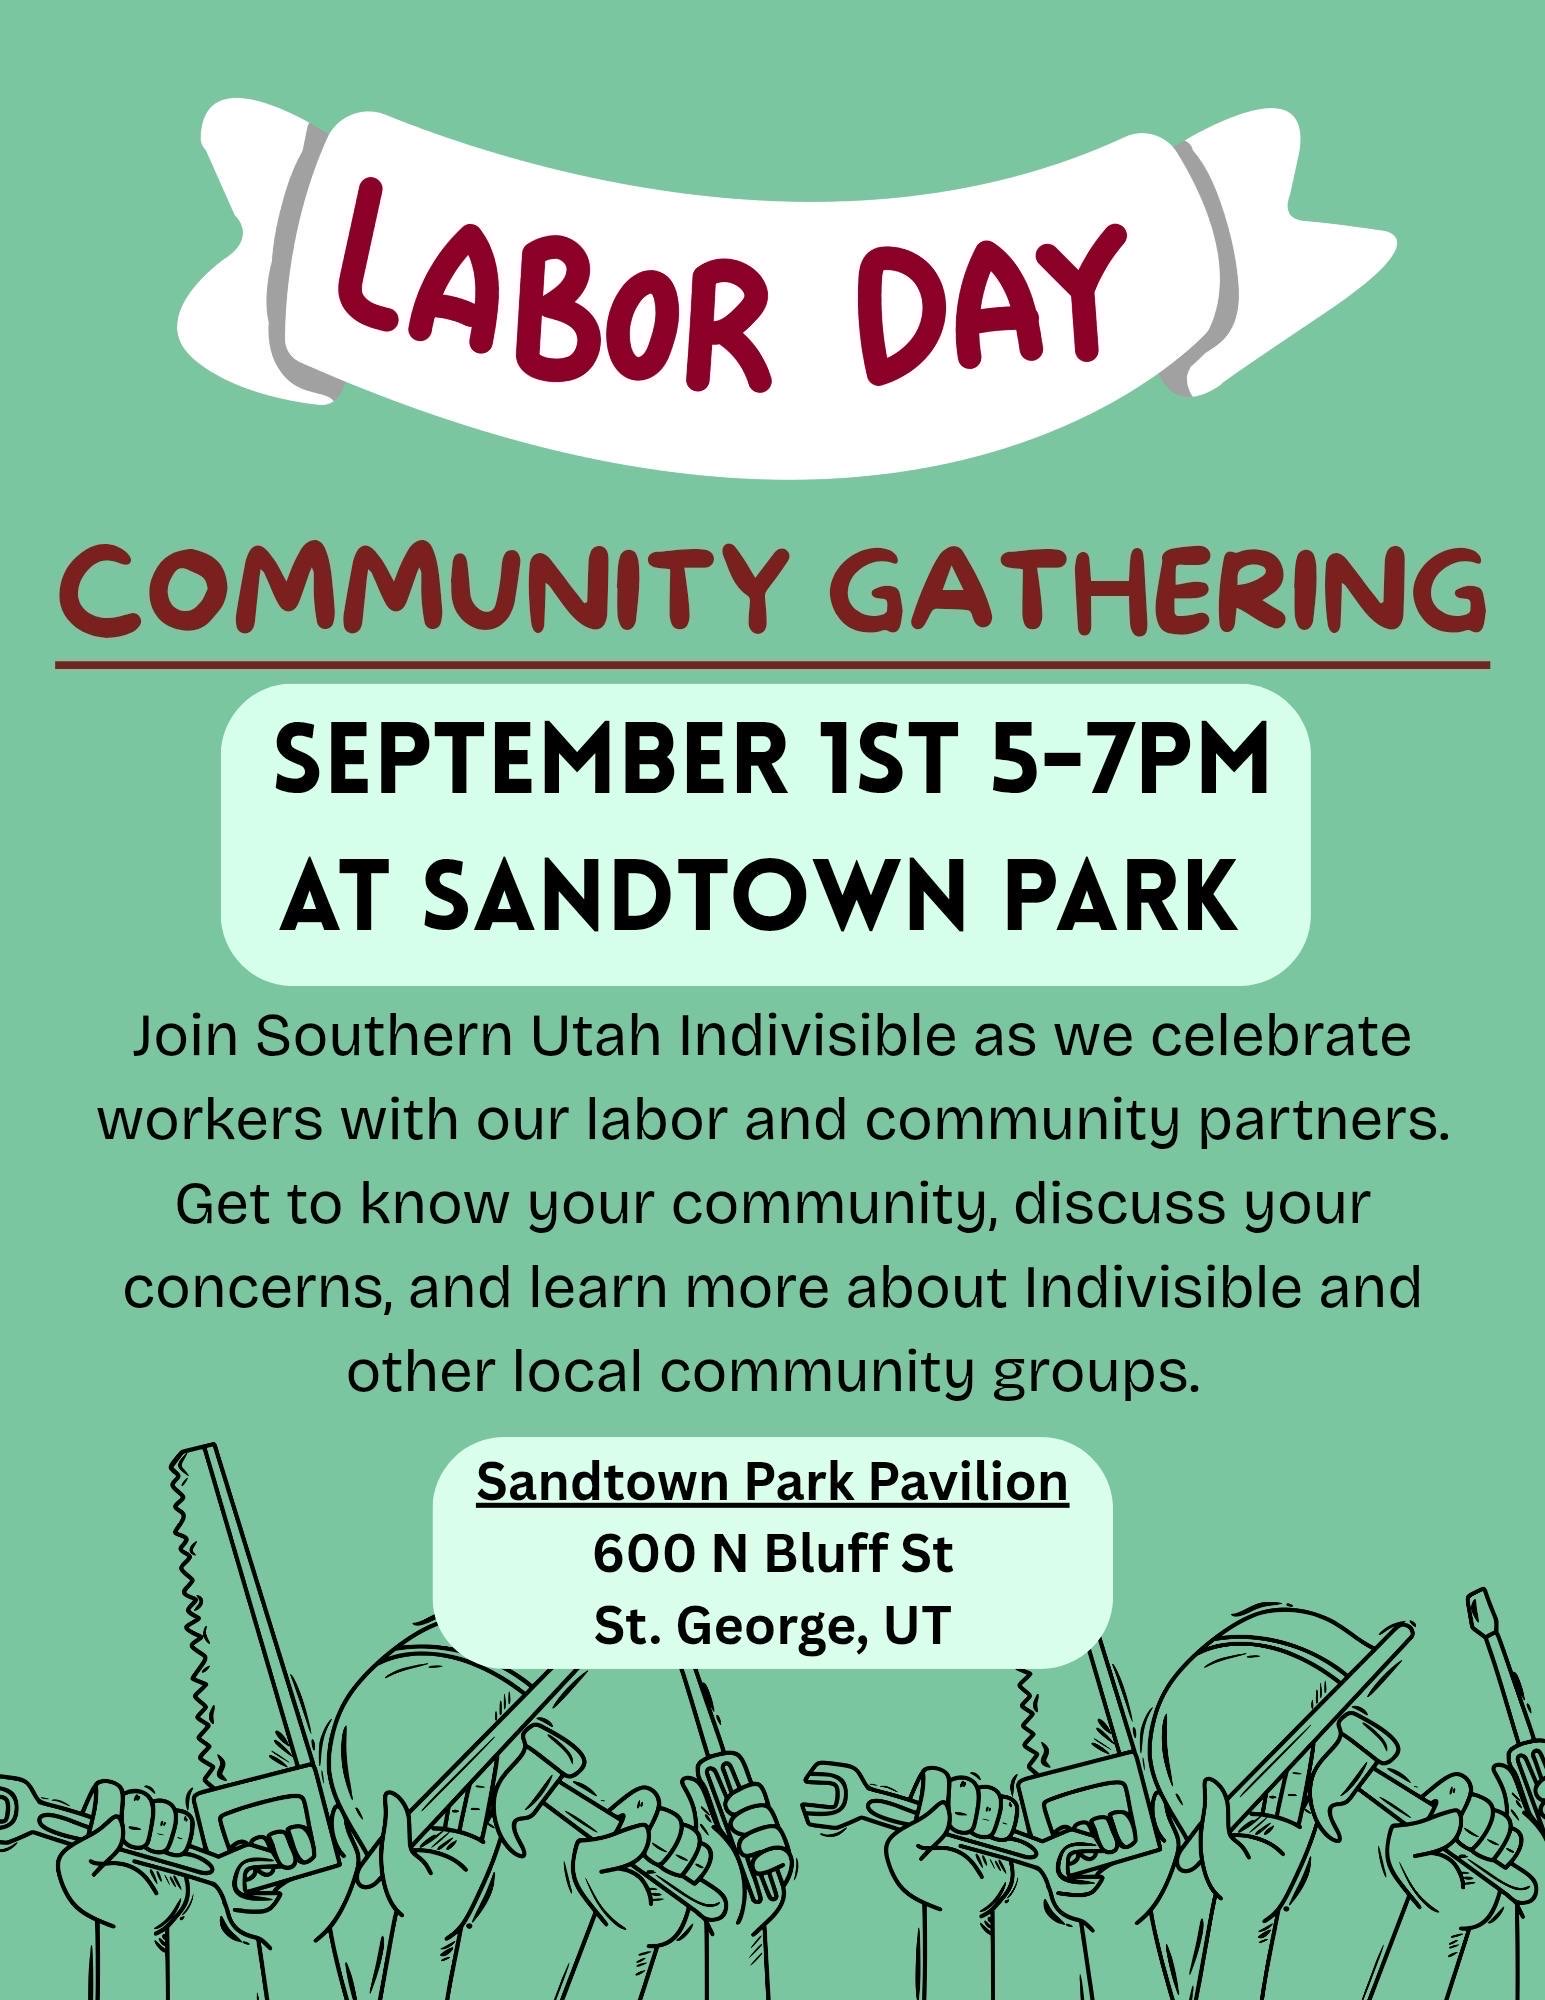 LABOR DAY
COMMUNITY GATHERING
SEPTEMBER 1ST 5-7PM
AT SANDTOWN PARK
Join Southern Utah Indivisible as we celebrate
workers with our labor and community partners.
Get to know your community, discuss your
concerns, and learn more about Indivisible and
other local community groups.
Sandtown Park Pavilion
600 N Bluff St
St. George, UT